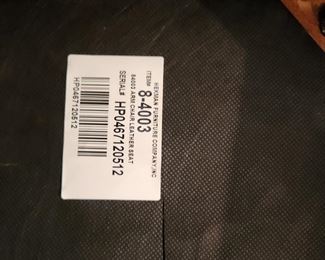 HEKMAN FURNITURE COMPANY,INC
ITEM# 8-4003
84003 ARM CHAIR LEATHER SEAT
SERIAL# HP0467120512
HP0467120512